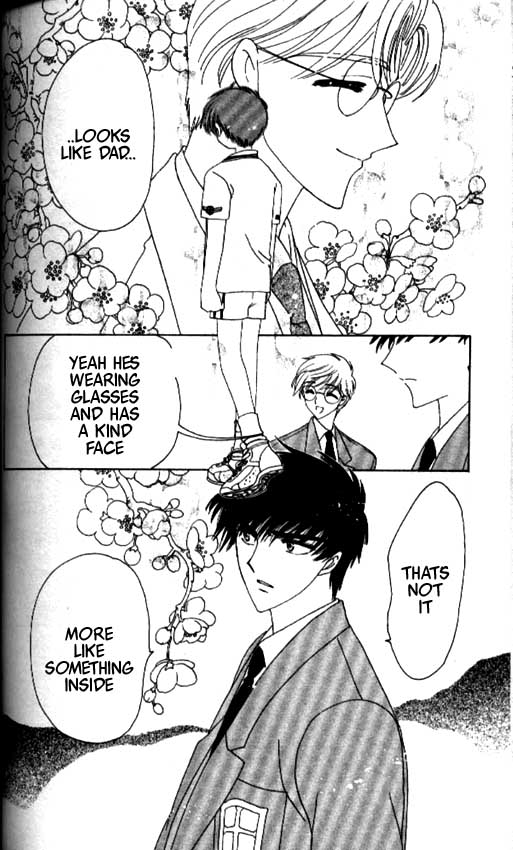 ..LOOKS
LIKE DAD..
YEAH HES
WEARING
GLASSES
AND HAS
A KIND
FACE
THATS
NOT
IT
MORE
LIKE
SOMETHING
INSIDE